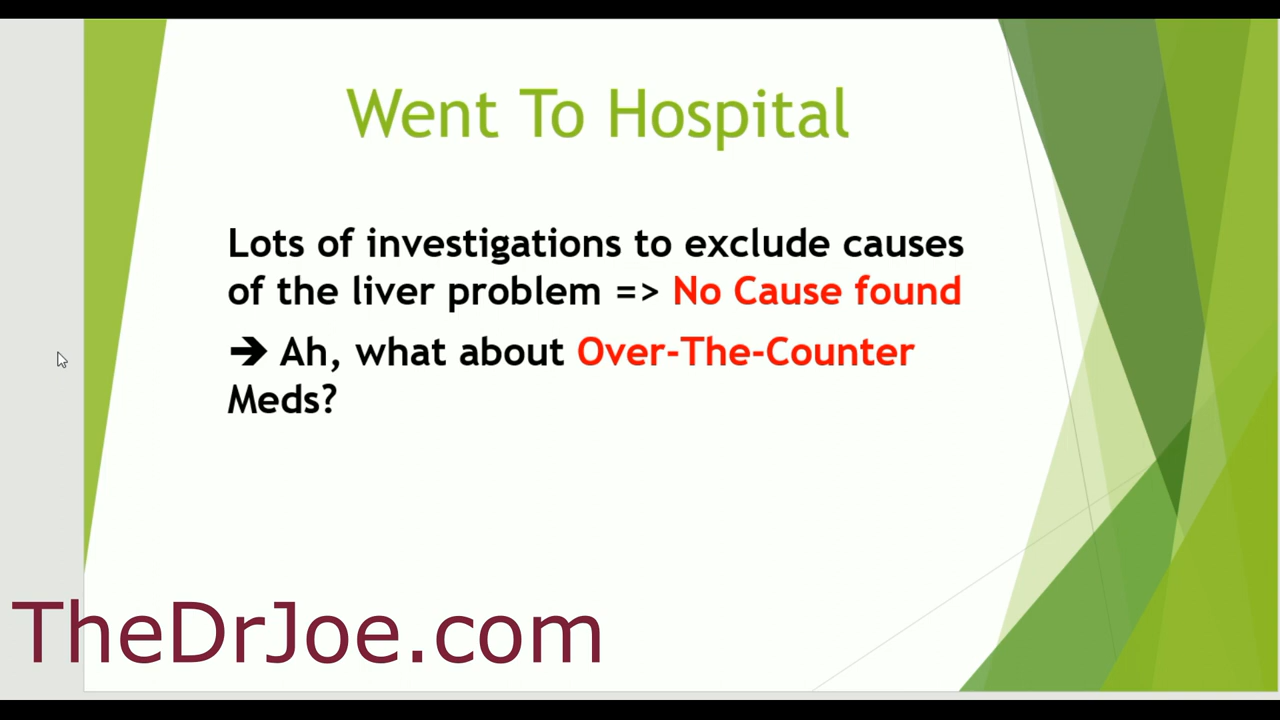 Went To Hospital
Lots of investigations to exclude causes
of the liver problem => No Cause found
➔ Ah, what about Over-The-Counter
Meds?
TheDrJoe.com